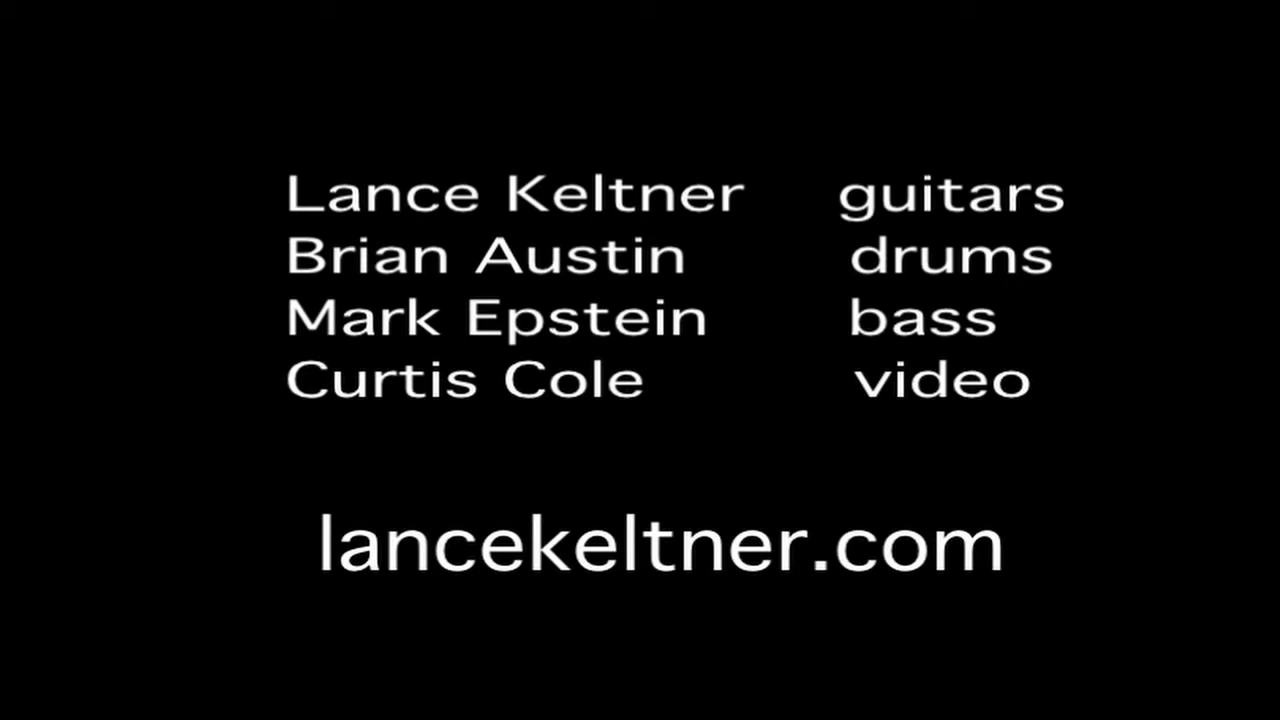 Lance Keltner guitars
Brian Austin drums
Mark Epstein bass
Curtis Cole video
lancekeltner.com